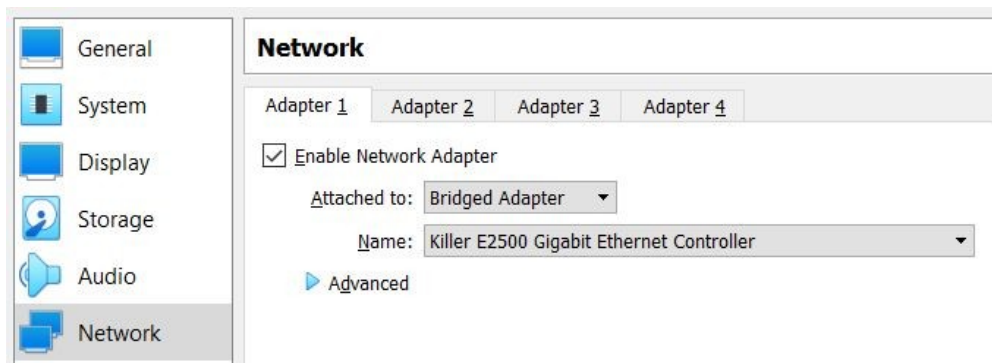 General
System
Display
Storage
Audio
Network
Network
Adapter 1 Adapter 2 Adapter 3 Adapter 4
Enable Network Adapter
Attached to: Bridged Adapter
Name: Killer E2500 Gigabit Ethernet Controller
Advanced